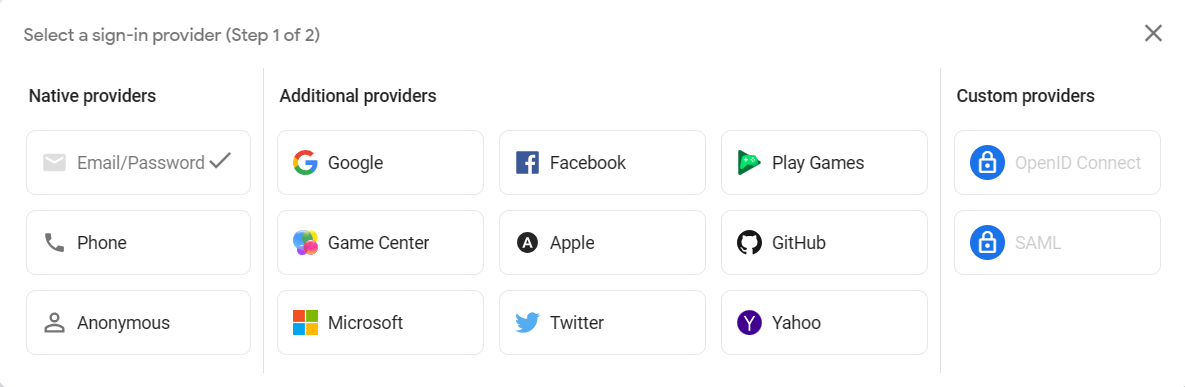 Select a sign-in provider (Step 1 of 2)
Native providers
Additional providers
Custom providers
Email/Password
Google
Facebook
Play Games
OpenID Connect
Phone
Game Center
Apple
GitHub
SAML
Anonymous
Microsoft
Twitter
Yahoo